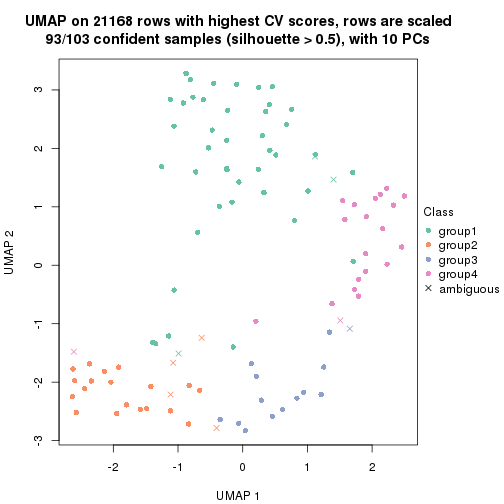 UMAP on 21168 rows with highest CV scores, rows are scaled
93/103 confident samples (silhouette > 0.5), with 10 PCs
3
2
1
0
-1
-2
-3
UMAP 2
-2
-1
0
1
2
UMAP 1
Class
group1
group2
group3
group4
ambiguous